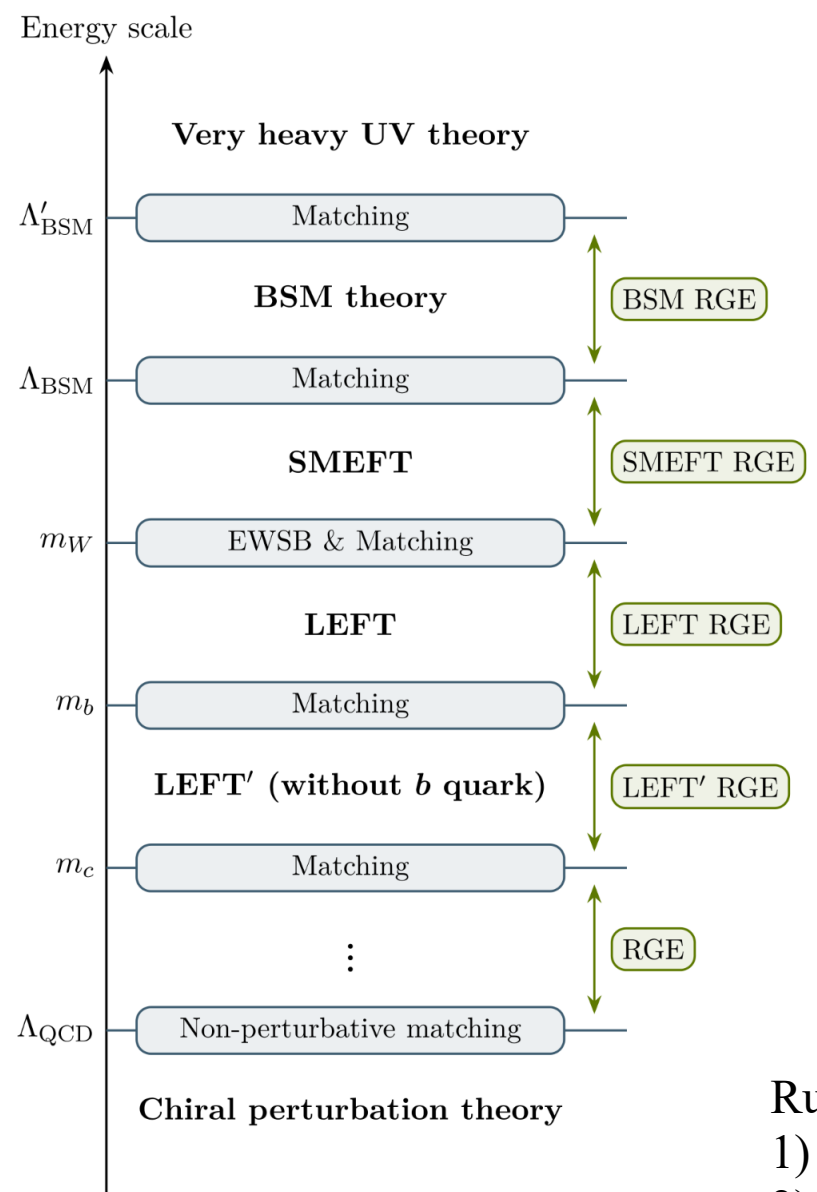 Energy scale
Very heavy UV theory
Λ′BSM
Matching
BSM theory
BSM RGE
ΛBSM
Matching
SMEFT
SMEFT RGE
mW
EWSB & Matching
LEFT
LEFT RGE
mb
Matching
LEFT′ (without b quark)
LEFT′ RGE
mc
Matching
⋮
RGE
ΛQCD
Non-perturbative matching
Chiral perturbation theory
1)